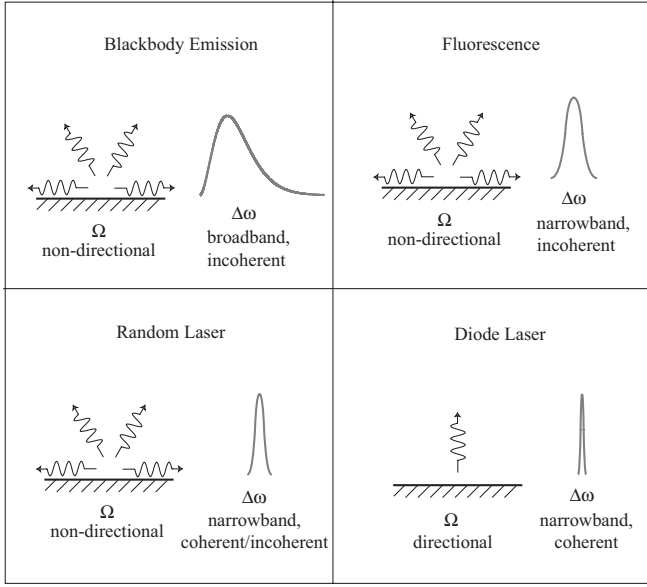 Blackbody Emission
Ω
non-directional
Δω
broadband,
incoherent
Fluorescence
Ω
non-directional
Δω
narrowband,
incoherent
Random Laser
Ω
non-directional
Δω
narrowband,
coherent/incoherent
Diode Laser
Ω
directional
Δω
narrowband,
coherent